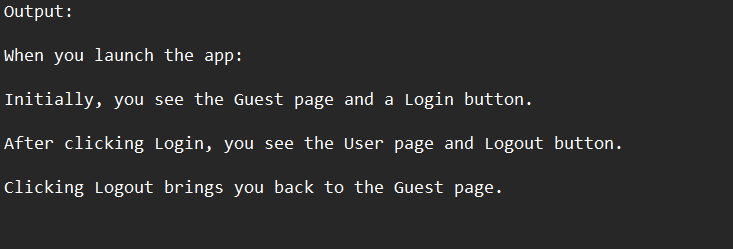 Output:
When you launch the app:
Initially, you see the Guest page and a Login button.
After clicking Login, you see the User page and Logout button.
Clicking Logout brings you back to the Guest page.